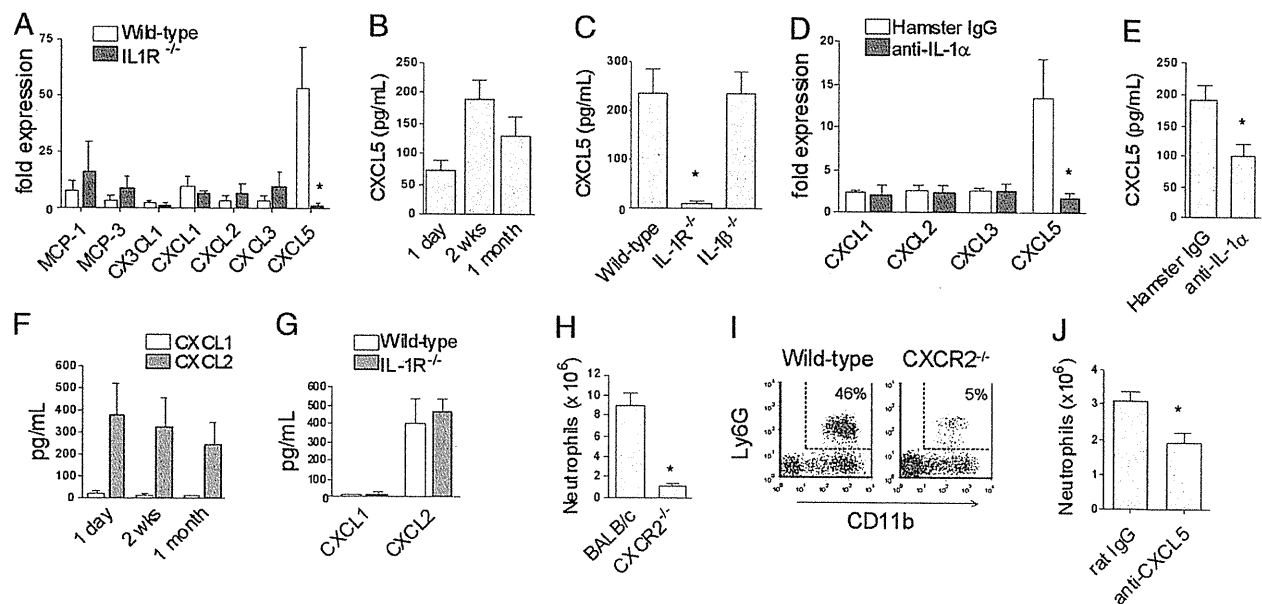 A
Wild-type
IL1R -/-
fold expression
75
50
25
0
MCP-1
MCP-3
CX3CL1
CXCL1
CXCL2
CXCL3
CXCL5
*
B
CXCL5 (pg/mL)
250
200
150
100
50
0
1 day
2 wks
1 month
C
CXCL5 (pg/mL)
300
200
100
0
*
Wild-type
IL-1R-/-
IL-1β-/-
D
Hamster IgG
anti-IL-1α
fold expression
20
15
10
5
0
*
CXCL1
CXCL2
CXCL3
CXCL5
E
CXCL5 (pg/mL)
250
200
150
100
50
0
*
Hamster IgG
anti-IL-1α
F
CXCL1
CXCL2
pg/mL
600
500
400
300
200
100
0
1 day
2 wks
1 month
G
Wild-type
IL-1R-/-
pg/mL
600
500
400
300
200
100
0
CXCL1
CXCL2
H
Neutrophils (x 10⁶)
12
10
8
6
4
2
0
*
BALB/c
CXCR2-/-
I
Wild-type
CXCR2-/-
46%
5%
Ly6G
CD11b
J
Neutrophils (x10⁶)
4
3
2
1
0
*
rat IgG
anti-CXCL5